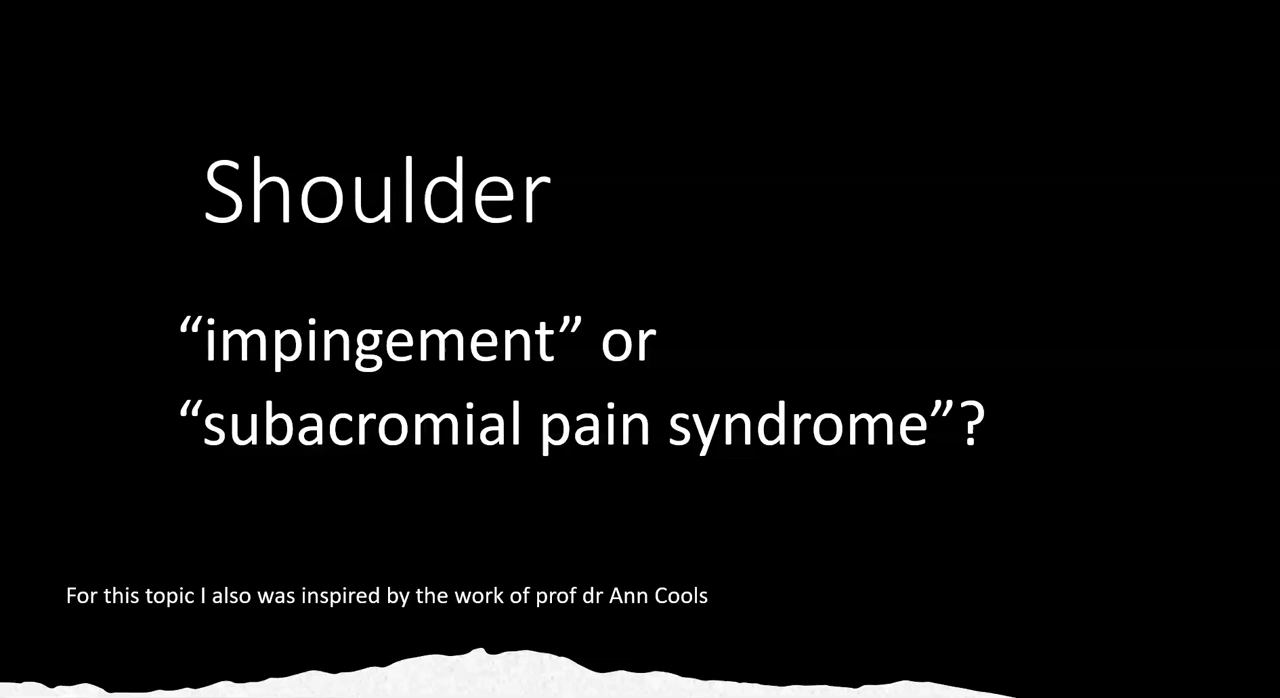 Shoulder
“impingement” or
“subacromial pain syndrome”?
For this topic I also was inspired by the work of prof dr Ann Cools